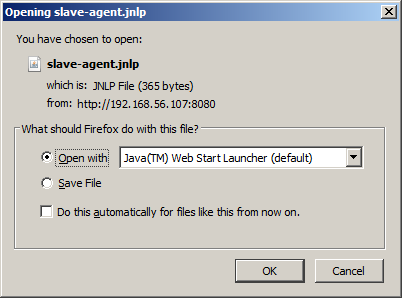 Opening slave-agent.jnlp
You have chosen to open:
slave-agent.jnlp
which is: JNLP File (365 bytes)
from: http://192.168.56.107:8080
What should Firefox do with this file?
Open with Java(TM) Web Start Launcher (default)
Save File
Do this automatically for files like this from now on.
OK Cancel